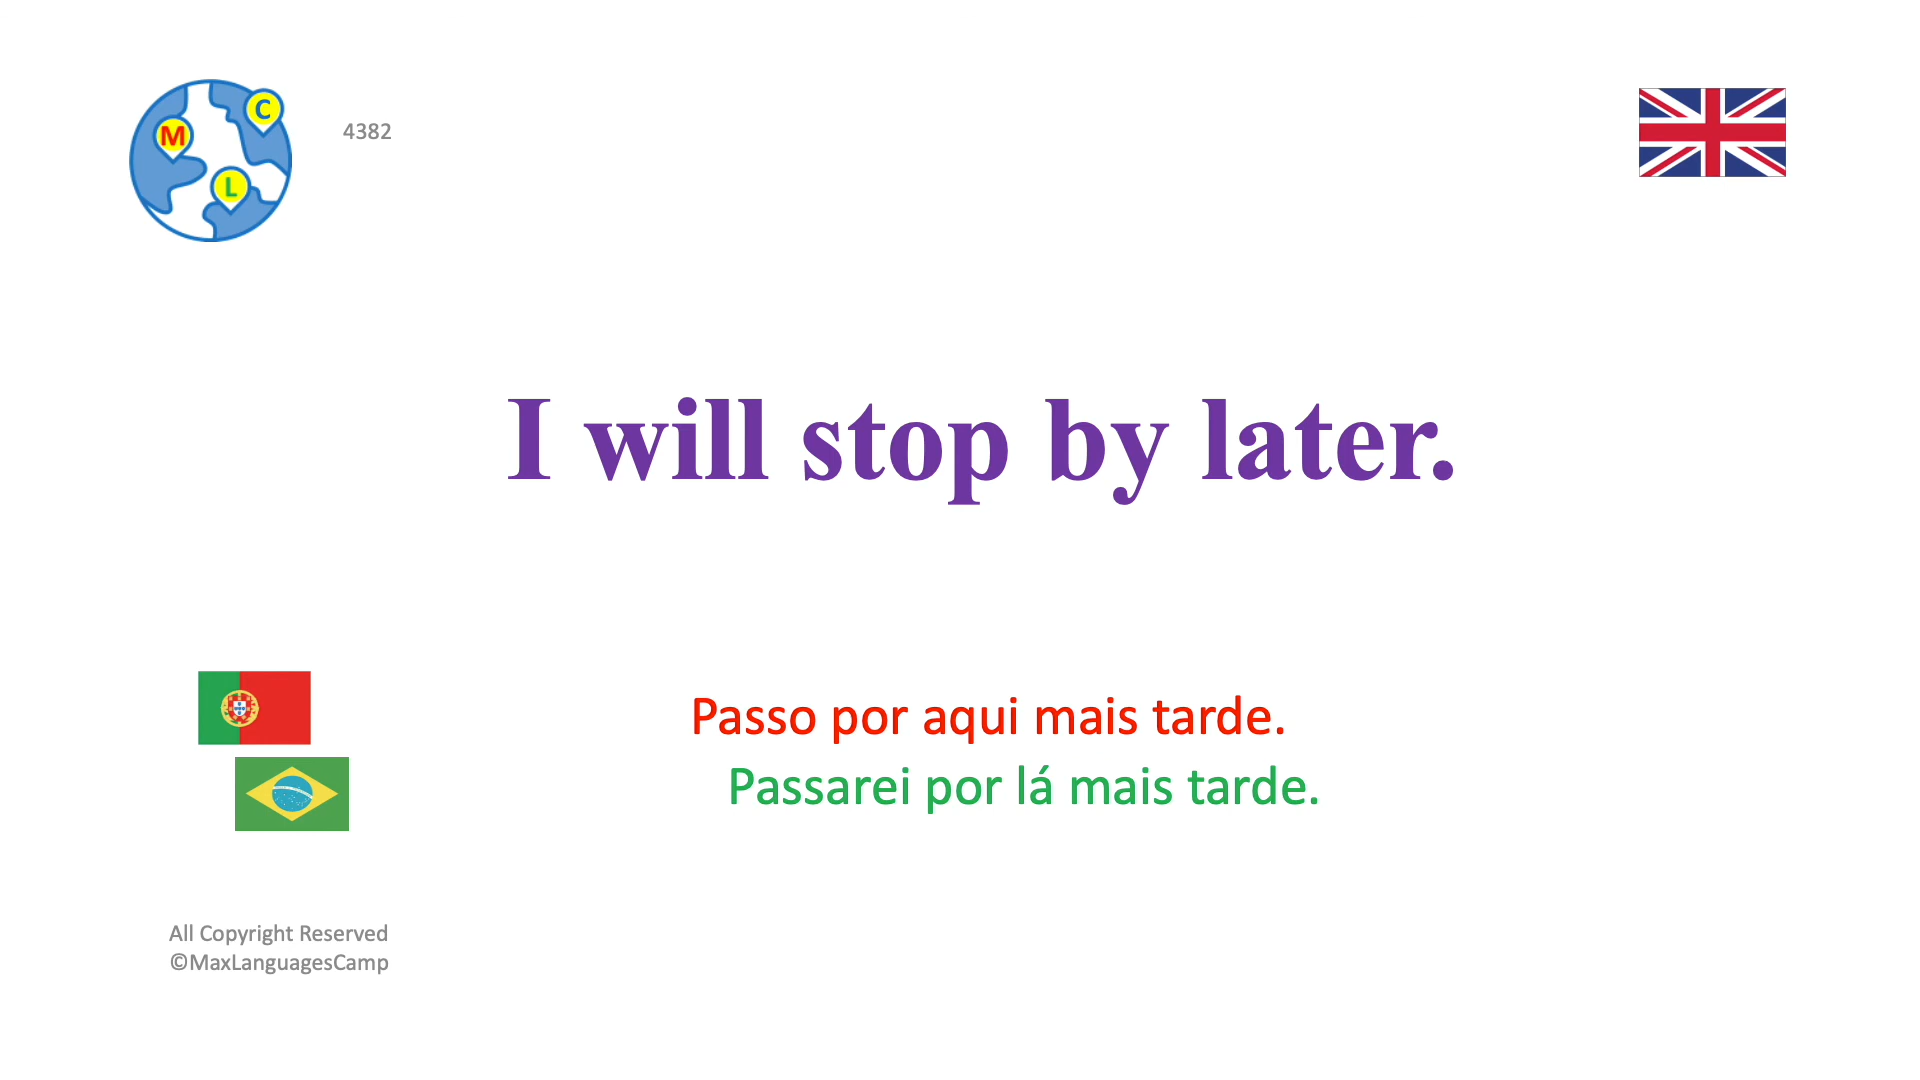 C
M
L
4382
I will stop by later.
Passo por aqui mais tarde.
Passarei por lá mais tarde.
All Copyright Reserved
©MaxLanguagesCamp